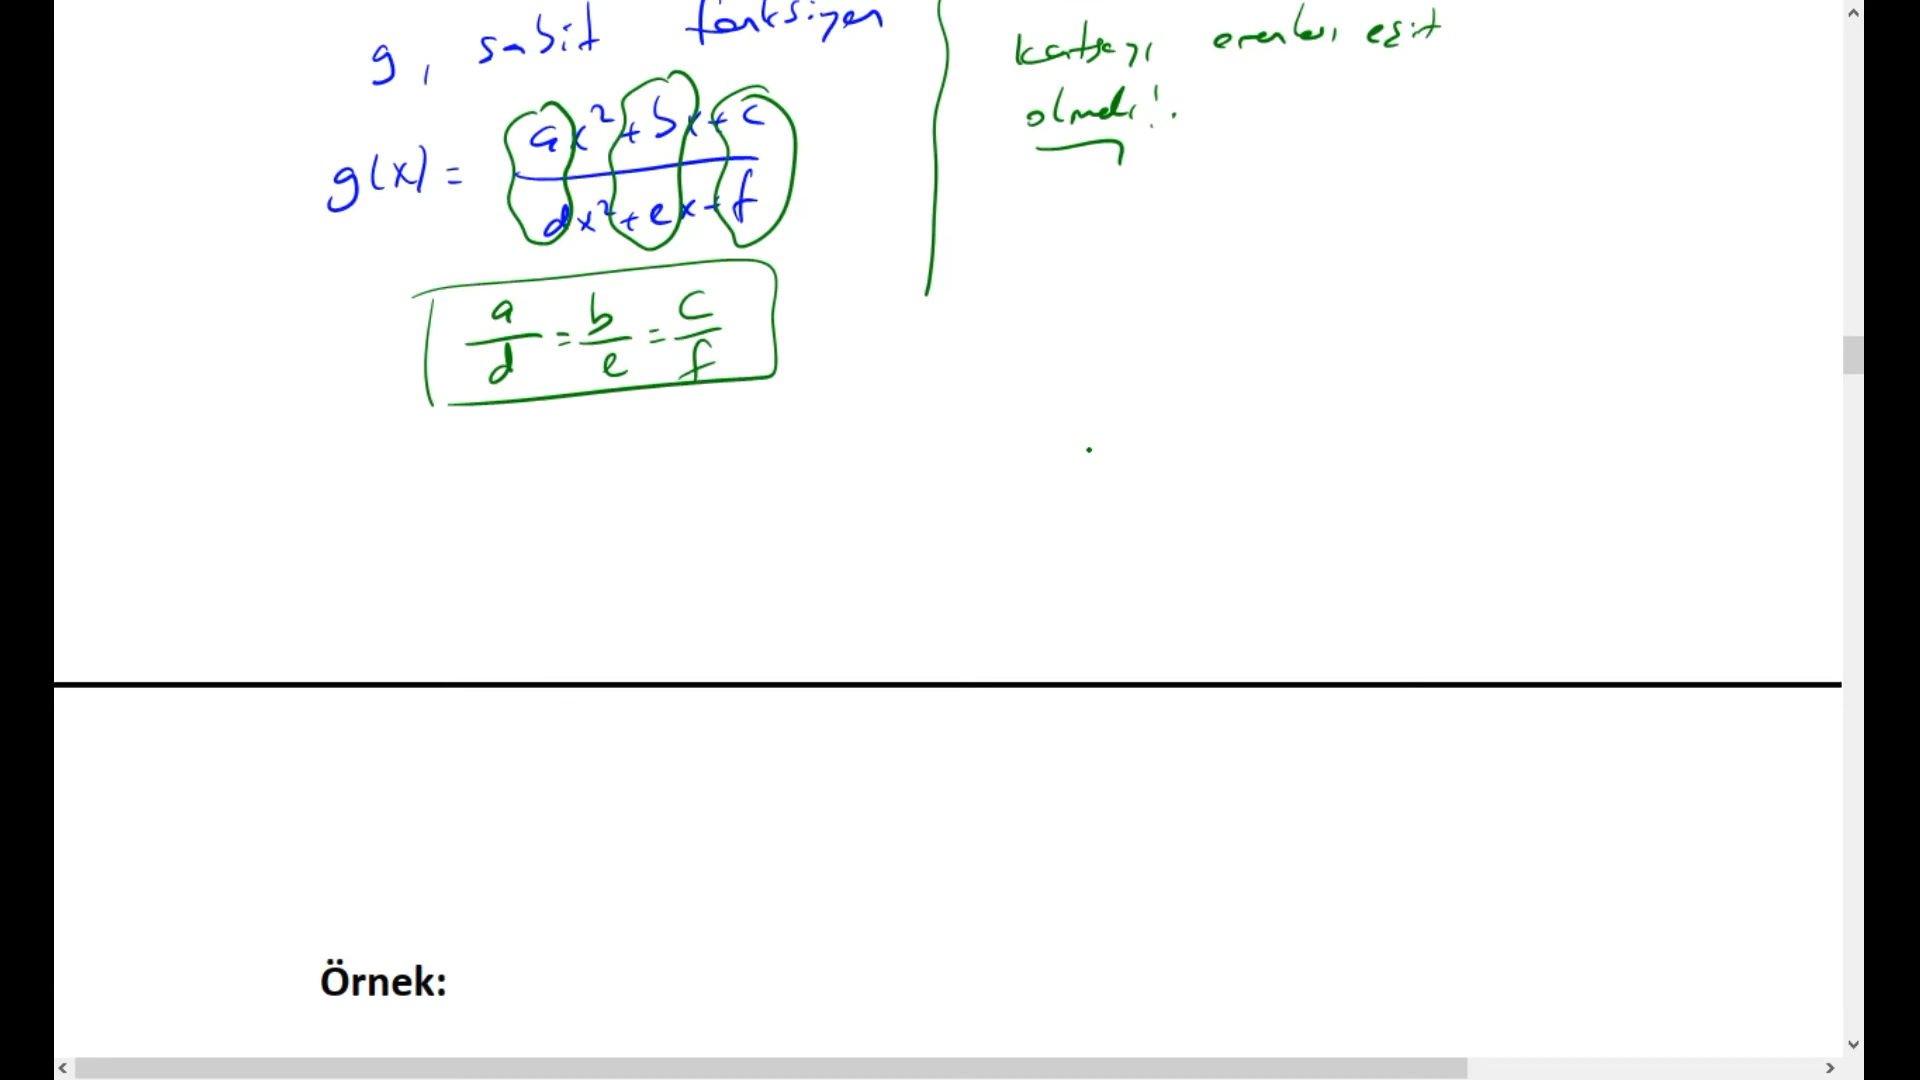 g, sabit fonksiyon
g(x) = (ax² + bx + c) / (dx² + ex + f)
a/d = b/e = c/f
katsayı oranları eşit
olmalı!.
Örnek: